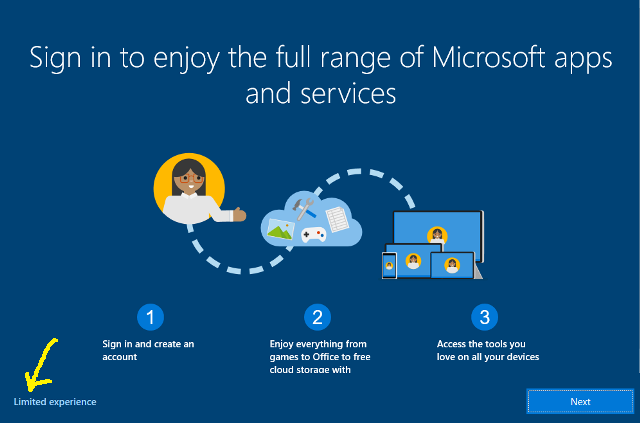 Sign in to enjoy the full range of Microsoft apps
and services
1
Sign in and create an
account
2
Enjoy everything from
games to Office to free
cloud storage with
3
Access the tools you
love on all your devices
Limited experience
Next